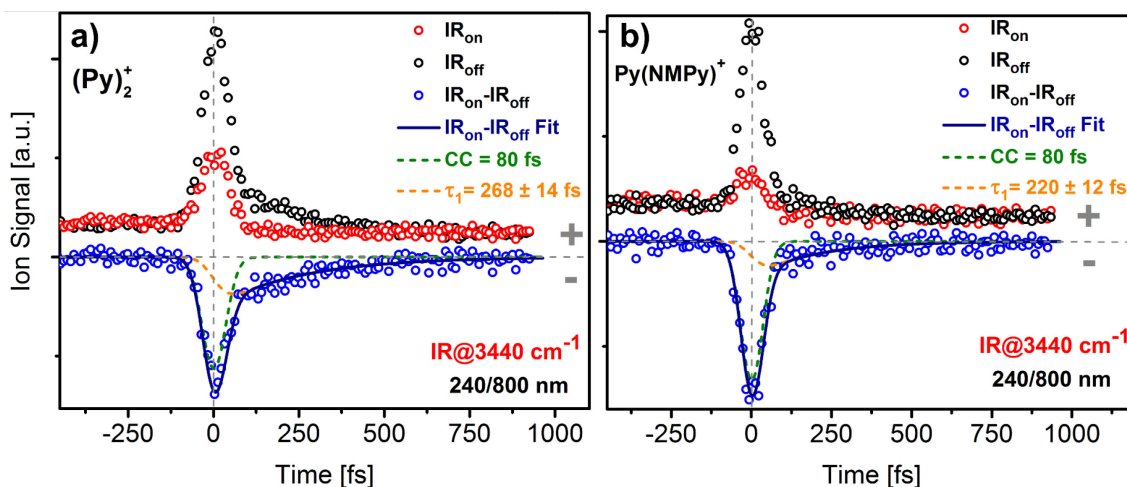 a)
(Py)₂⁺
IRon
IRoff
IRon-IRoff
IRon-IRoff Fit
CC = 80 fs
τ₁= 268 ± 14 fs
+
-
IR@3440 cm⁻¹
240/800 nm
Ion Signal [a.u.]
-250 0 250 500 750 1000
Time [fs]
b)
Py(NMPy)⁺
IRon
IRoff
IRon-IRoff
IRon-IRoff Fit
CC = 80 fs
τ₁= 220 ± 12 fs
+
-
IR@3440 cm⁻¹
240/800 nm
-250 0 250 500 750 1000
Time [fs]